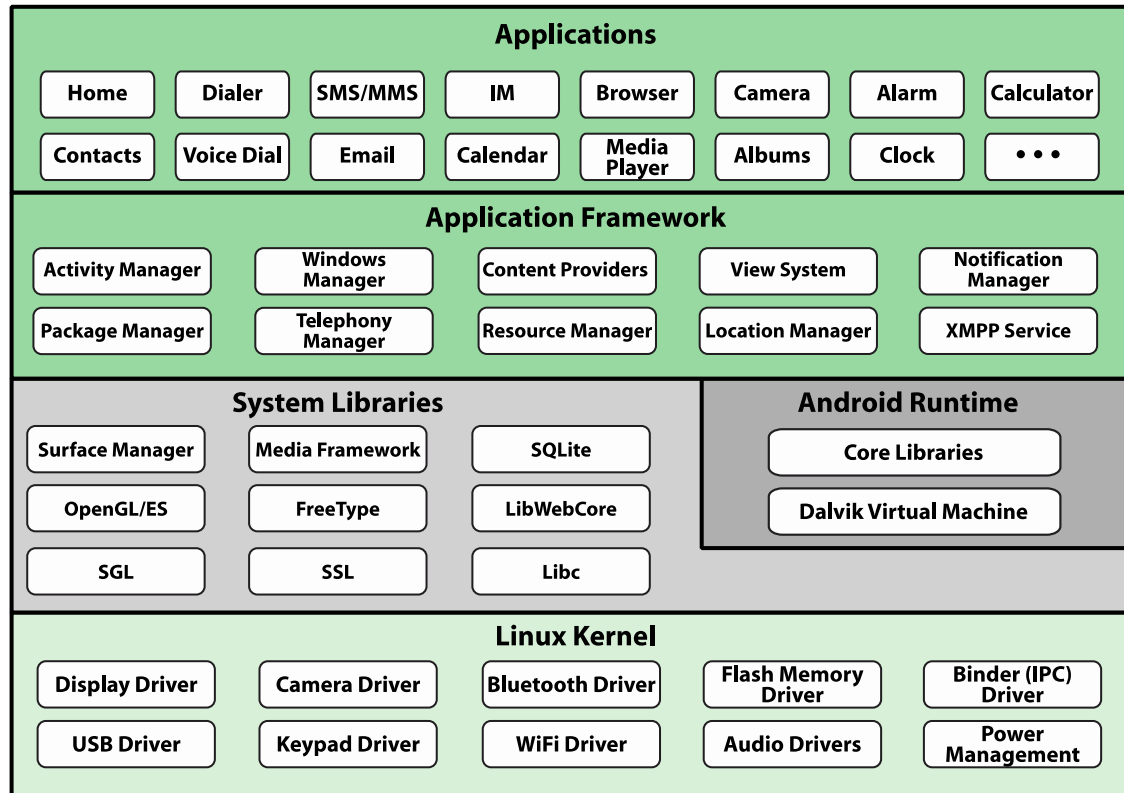 Applications
Home Dialer SMS/MMS IM Browser Camera Alarm Calculator
Contacts Voice Dial Email Calendar Media Player Albums Clock •••
Application Framework
Activity Manager Windows Manager Content Providers View System Notification Manager
Package Manager Telephony Manager Resource Manager Location Manager XMPP Service
System Libraries
Surface Manager Media Framework SQLite
OpenGL/ES FreeType LibWebCore
SGL SSL Libc
Android Runtime
Core Libraries
Dalvik Virtual Machine
Linux Kernel
Display Driver Camera Driver Bluetooth Driver Flash Memory Driver Binder (IPC) Driver
USB Driver Keypad Driver WiFi Driver Audio Drivers Power Management